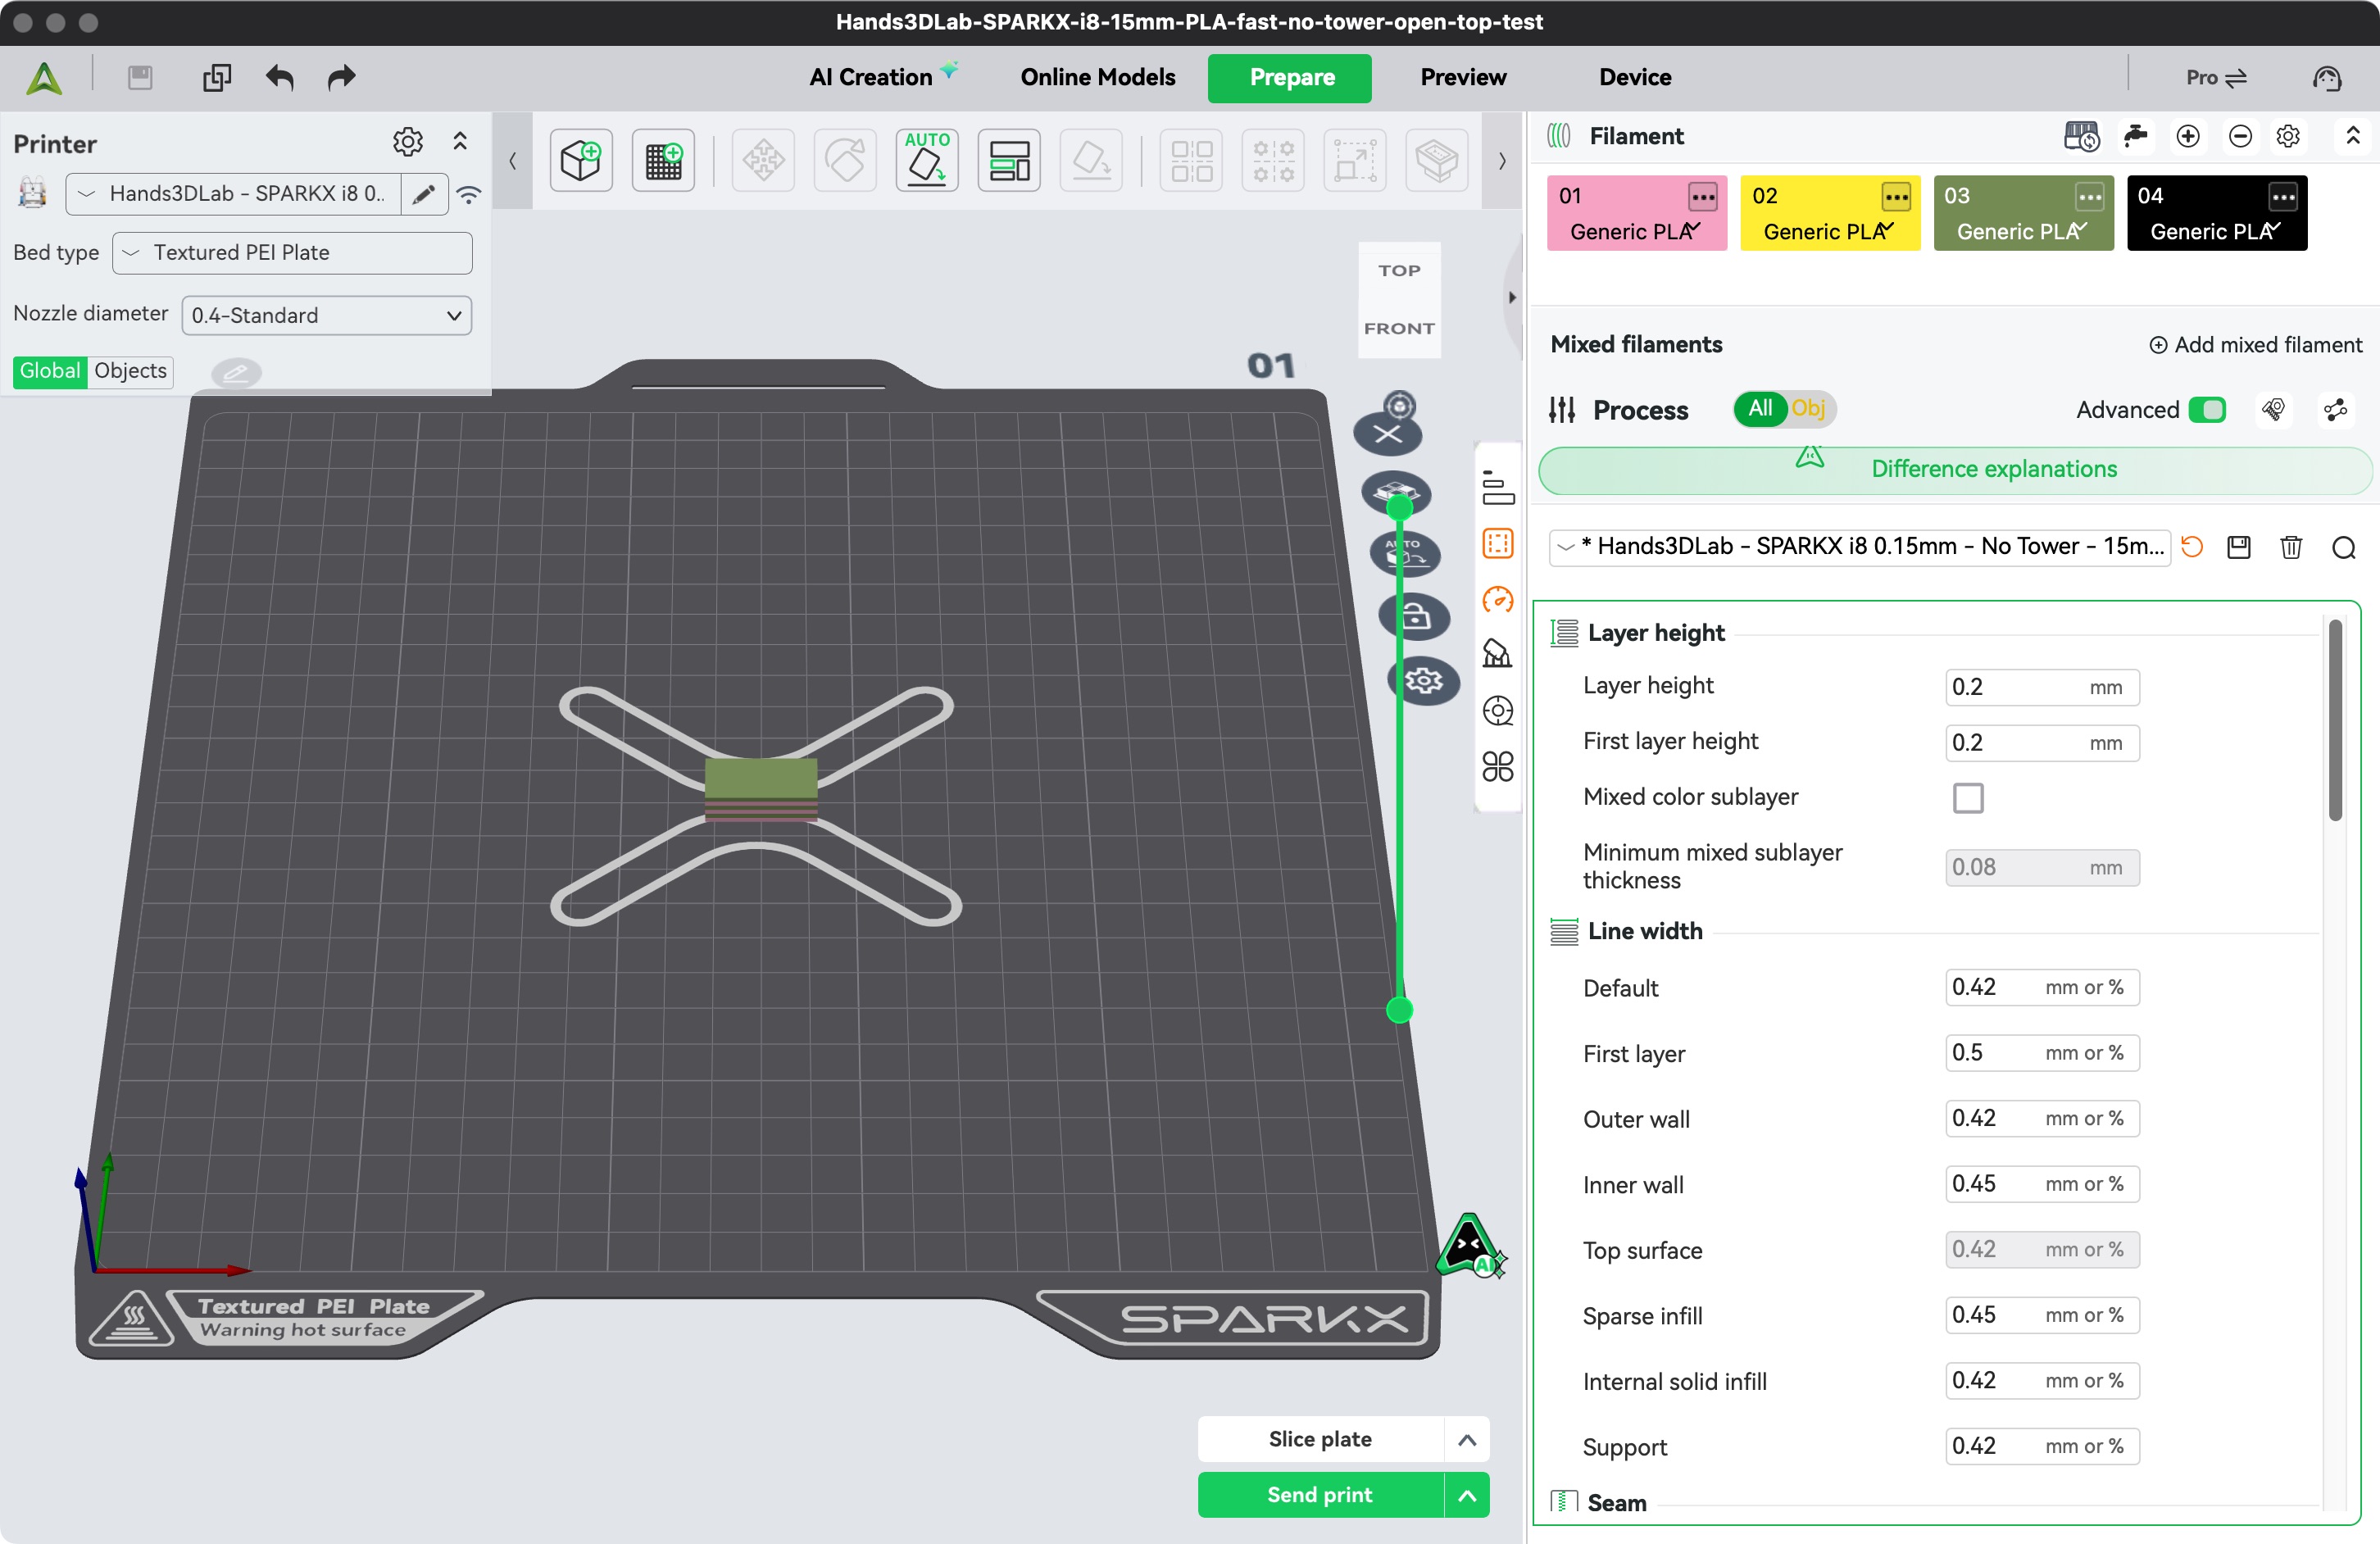 Hands3DLab-SPARKX-i8-15mm-PLA-fast-no-tower-open-top-test
AI Creation
Online Models
Prepare
Preview
Device
Pro
Printer
Hands3DLab - SPARKX i8 0..
Bed type
Textured PEI Plate
Nozzle diameter
0.4-Standard
Global
Objects
AUTO
TOP
FRONT
01
AUTO
Textured PEI Plate
Warning hot surface
SPARKX
AI
Slice plate
Send print
Filament
01
Generic PLA
02
Generic PLA
03
Generic PLA
04
Generic PLA
Mixed filaments
Add mixed filament
Process
All
Obj
Advanced
Difference explanations
* Hands3DLab - SPARKX i8 0.15mm - No Tower - 15m...
Layer height
Layer height
0.2 mm
First layer height
0.2 mm
Mixed color sublayer
Minimum mixed sublayer
thickness
0.08 mm
Line width
Default
0.42 mm or %
First layer
0.5 mm or %
Outer wall
0.42 mm or %
Inner wall
0.45 mm or %
Top surface
0.42 mm or %
Sparse infill
0.45 mm or %
Internal solid infill
0.42 mm or %
Support
0.42 mm or %
Seam